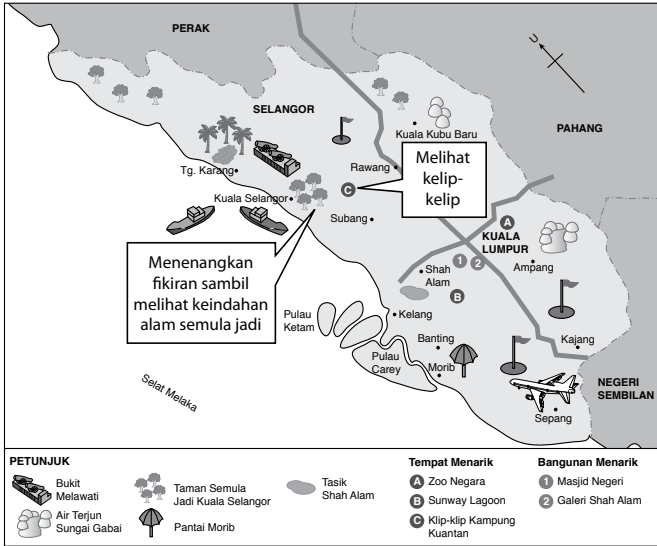 PERAK
U
SELANGOR
PAHANG
Kuala Kubu Baru
Melihat
kelip-
kelip
Rawang
Tg. Karang
C
Kuala Selangor
A
Subang
KUALA
LUMPUR
Menenangkan
fikiran sambil
melihat keindahan
alam semula jadi
1
2
Shah
Alam
Ampang
B
Pulau
Ketam
Kelang
Banting
Kajang
Pulau
Carey
Morib
NEGERI
SEMBILAN
Selat Melaka
Sepang
PETUNJUK
Bukit
Melawati
Taman Semula
Jadi Kuala Selangor
Tasik
Shah Alam
Air Terjun
Sungai Gabai
Pantai Morib
Tempat Menarik
A Zoo Negara
B Sunway Lagoon
C Klip-klip Kampung
Kuantan
Bangunan Menarik
1 Masjid Negeri
2 Galeri Shah Alam